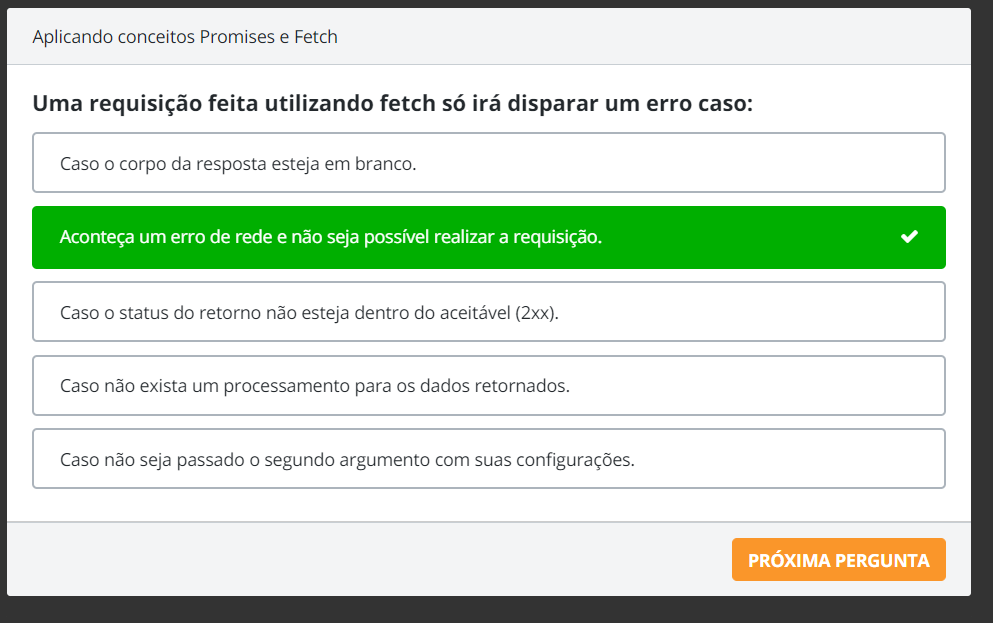 Aplicando conceitos Promises e Fetch
Uma requisição feita utilizando fetch só irá disparar um erro caso:
Caso o corpo da resposta esteja em branco.
Aconteça um erro de rede e não seja possível realizar a requisição.
Caso o status do retorno não esteja dentro do aceitável (2xx).
Caso não exista um processamento para os dados retornados.
Caso não seja passado o segundo argumento com suas configurações.
PRÓXIMA PERGUNTA